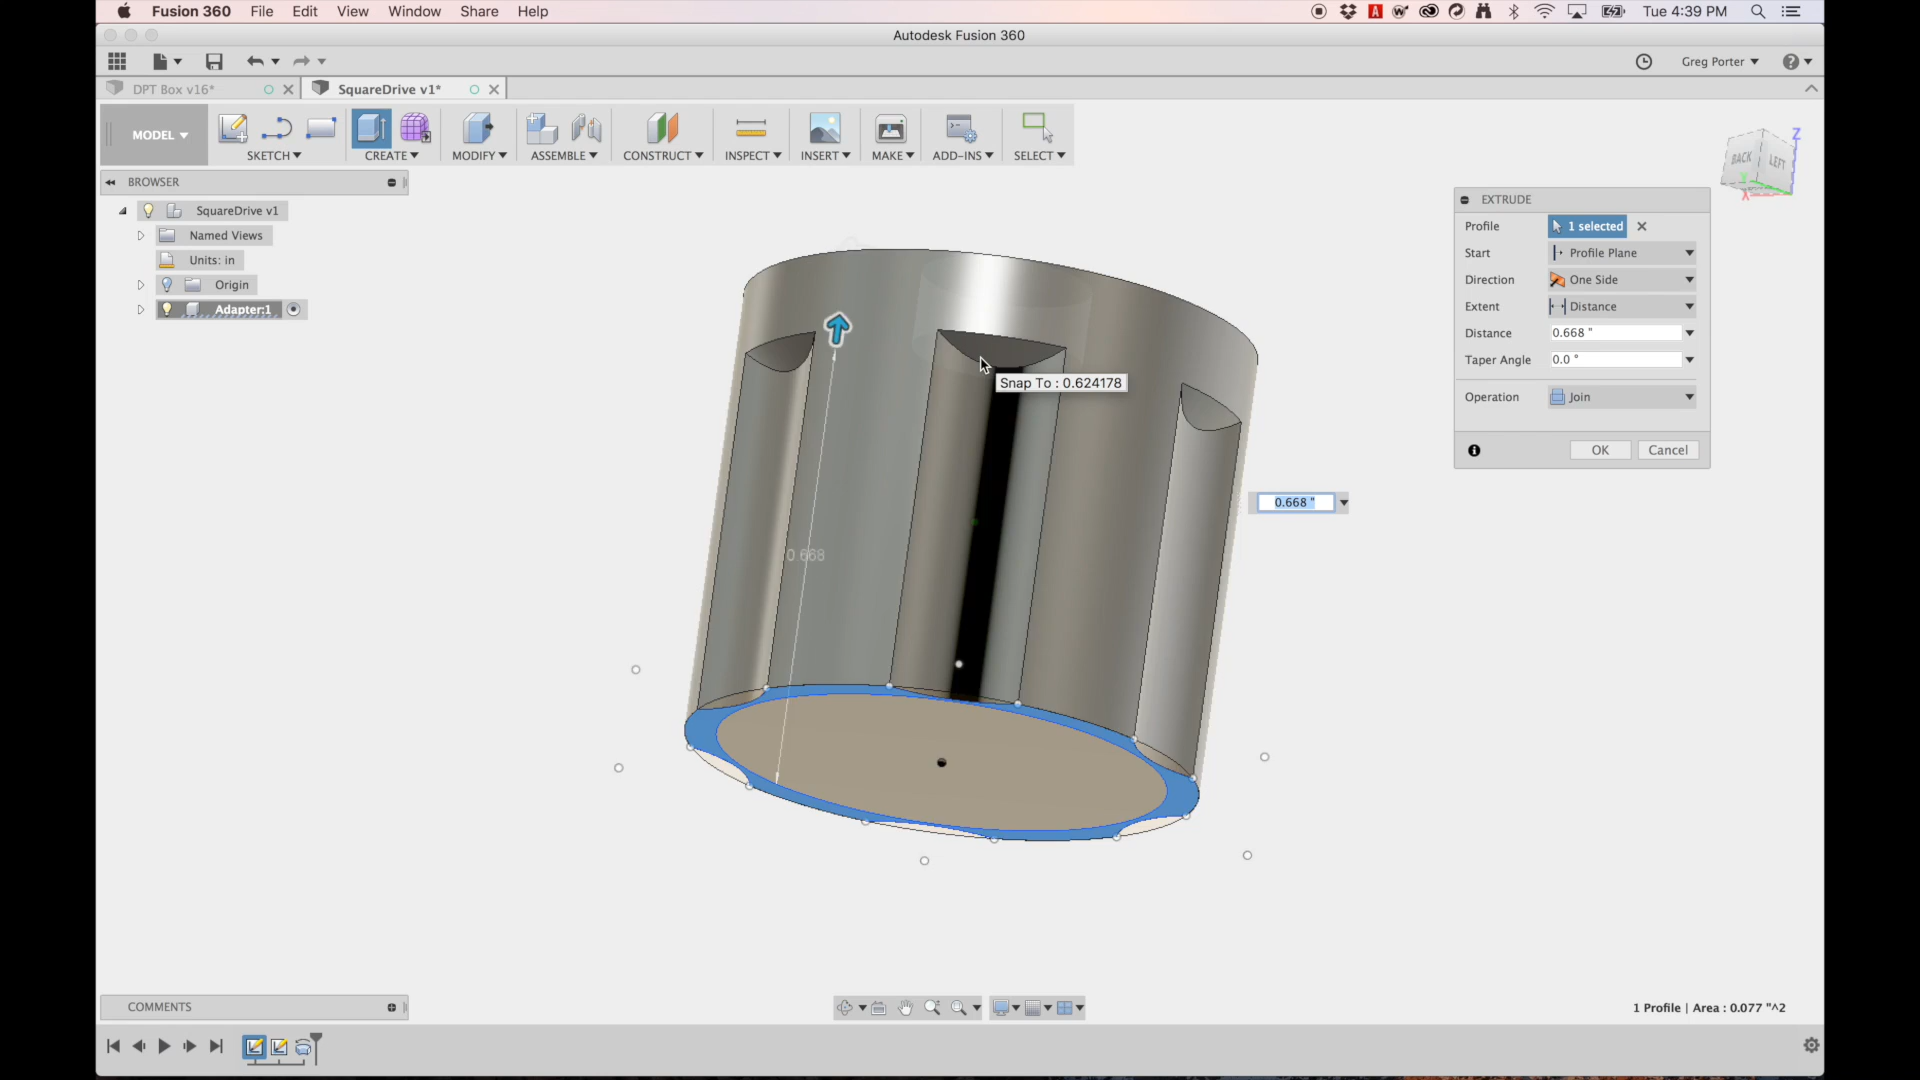 Fusion 360 File Edit View Window Share Help Tue 4:39 PM
Autodesk Fusion 360
Greg Porter
DPT Box v16* SquareDrive v1*
MODEL SKETCH CREATE MODIFY ASSEMBLE CONSTRUCT INSPECT INSERT MAKE ADD-INS SELECT
BACK LEFT Z
Y
X
BROWSER
SquareDrive v1
Named Views
Units: in
Origin
Adapter:1
EXTRUDE
Profile 1 selected
Start Profile Plane
Direction One Side
Extent Distance
Distance 0.668 "
Taper Angle 0.0 °
Operation Join
OK Cancel
Snap To : 0.624178
0.668 "
0.668
COMMENTS
1 Profile | Area : 0.077 "^2